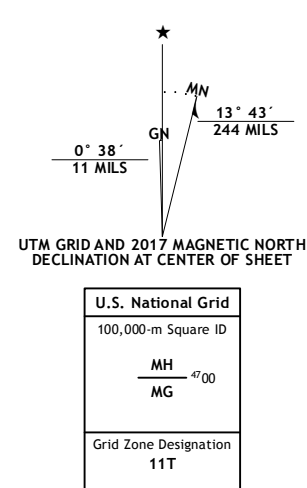 ★
MN
13° 43´
244 MILS
GN
0° 38´
11 MILS
UTM GRID AND 2017 MAGNETIC NORTH
DECLINATION AT CENTER OF SHEET
U.S. National Grid
100,000-m Square ID
MH
4700
MG
Grid Zone Designation
11T